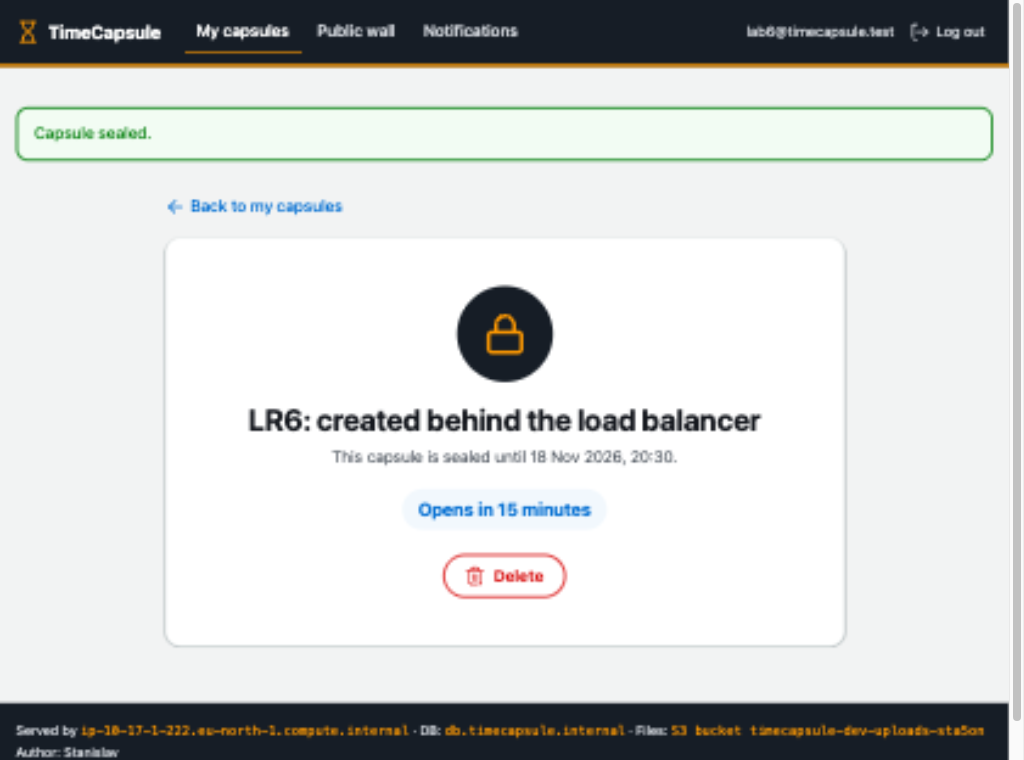 TimeCapsule My capsules Public wall Notifications lab6@timecapsule.test Log out
Capsule sealed.
← Back to my capsules
LR6: created behind the load balancer
This capsule is sealed until 18 Nov 2026, 20:30.
Opens in 15 minutes
Delete
Served by ip-10-17-1-222.eu-north-1.compute.internal · DB: db.timecapsule.internal · Files: S3 bucket timecapsule-dev-uploads-sta5on
Author: Stanislav